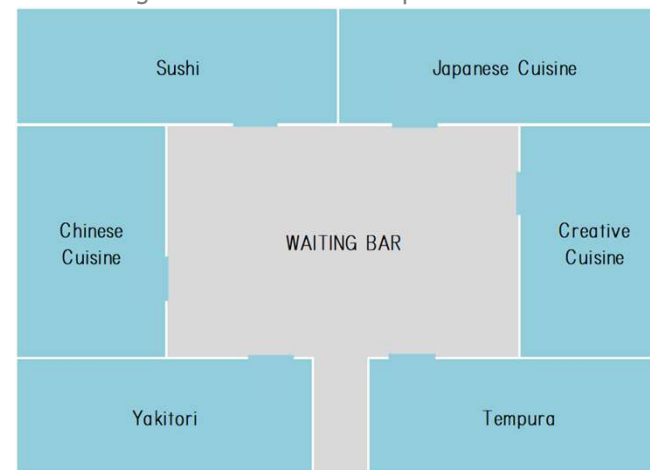 Sushi
Japanese Cuisine
Chinese
Cuisine
WAITING BAR
Creative
Cuisine
Yakitori
Tempura